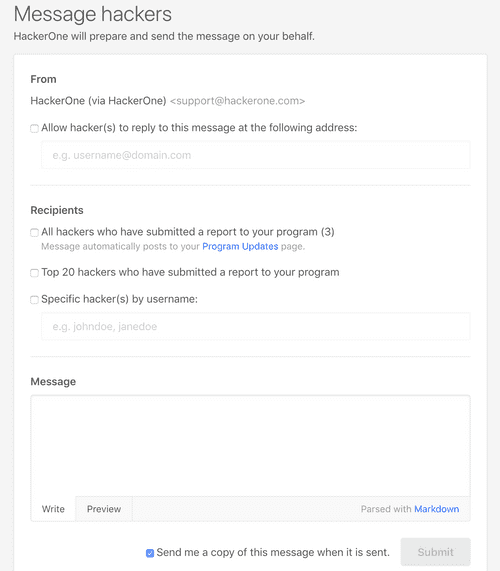 Message hackers
HackerOne will prepare and send the message on your behalf.
From
HackerOne (via HackerOne) <support@hackerone.com>
Allow hacker(s) to reply to this message at the following address:
e.g. username@domain.com
Recipients
All hackers who have submitted a report to your program (3)
Message automatically posts to your Program Updates page.
Top 20 hackers who have submitted a report to your program
Specific hacker(s) by username:
e.g. johndoe, janedoe
Message
Write Preview Parsed with Markdown
Send me a copy of this message when it is sent. Submit